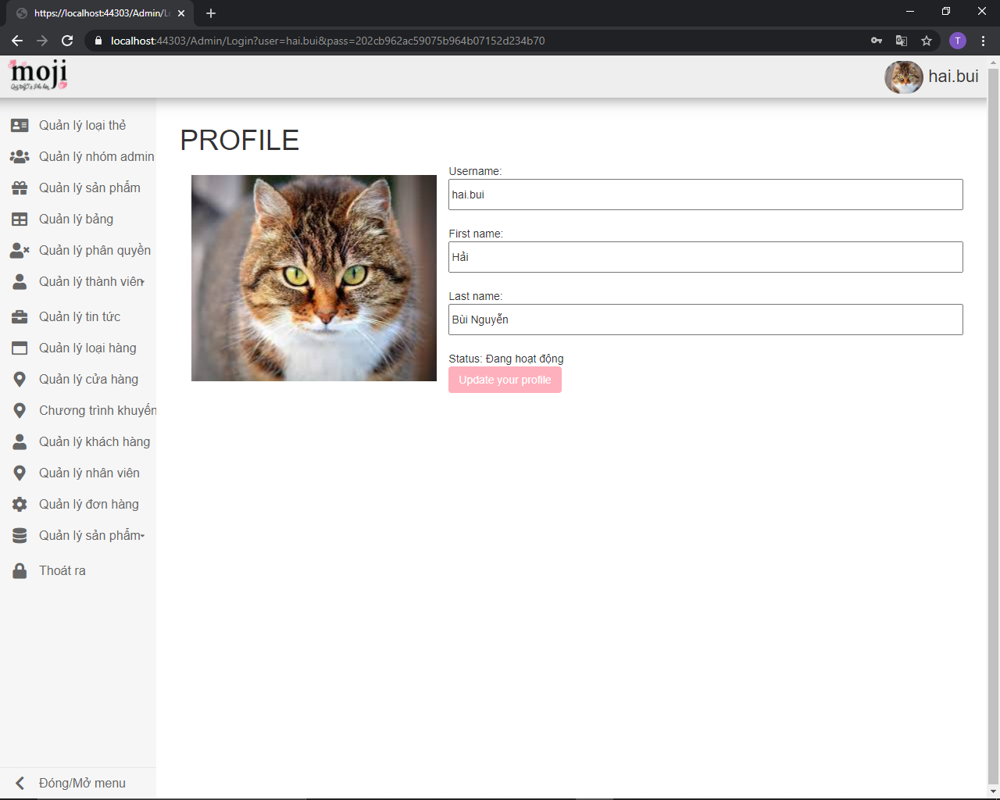 https://localhost:44303/Admin/Lo
localhost:44303/Admin/Login?user=hai.bui&pass=202cb962ac59075b964b07152d234b70
T
moji
hai.bui
Quản lý loại thẻ
Quản lý nhóm admin
Quản lý sản phẩm
Quản lý bảng
Quản lý phân quyền
Quản lý thành viên
Quản lý tin tức
Quản lý loại hàng
Quản lý cửa hàng
Chương trình khuyến
Quản lý khách hàng
Quản lý nhân viên
Quản lý đơn hàng
Quản lý sản phẩm
Thoát ra
Đóng/Mở menu
PROFILE
Username:
hai.bui
First name:
Hải
Last name:
Bùi Nguyễn
Status: Đang hoạt động
Update your profile